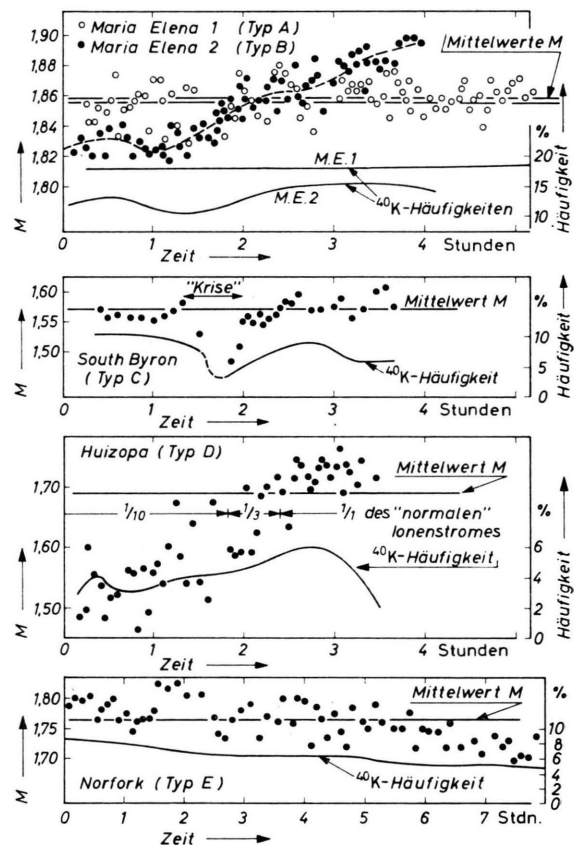 ○ Maria Elena 1 (Typ A)
● Maria Elena 2 (Typ B)
Mittelwerte M
1,90
1,88
1,86
1,84
1,82
1,80
%
20
15
10
M
Häufigkeit
M.E.1
M.E.2
⁴⁰K-Häufigkeiten
0 1 2 3 4 Stunden
Zeit
"Krise"
Mittelwert M
1,60
1,55
1,50
%
10
5
0
M
Häufigkeit
South Byron
(Typ C)
⁴⁰K-Häufigkeit
0 1 2 3 4 Stunden
Zeit
Huizopa (Typ D)
Mittelwert M
1,70
1,60
1,50
1/10 1/3 1/1 des "normalen"
Ionenstromes
⁴⁰K-Häufigkeit
%
6
4
2
0
M
Häufigkeit
0 1 2 3 4 Stunden
Zeit
Mittelwert M
1,80
1,75
1,70
%
10
8
6
4
M
Norfork (Typ E)
⁴⁰K-Häufigkeit
0 1 2 3 4 5 6 7 Stdn.
Zeit